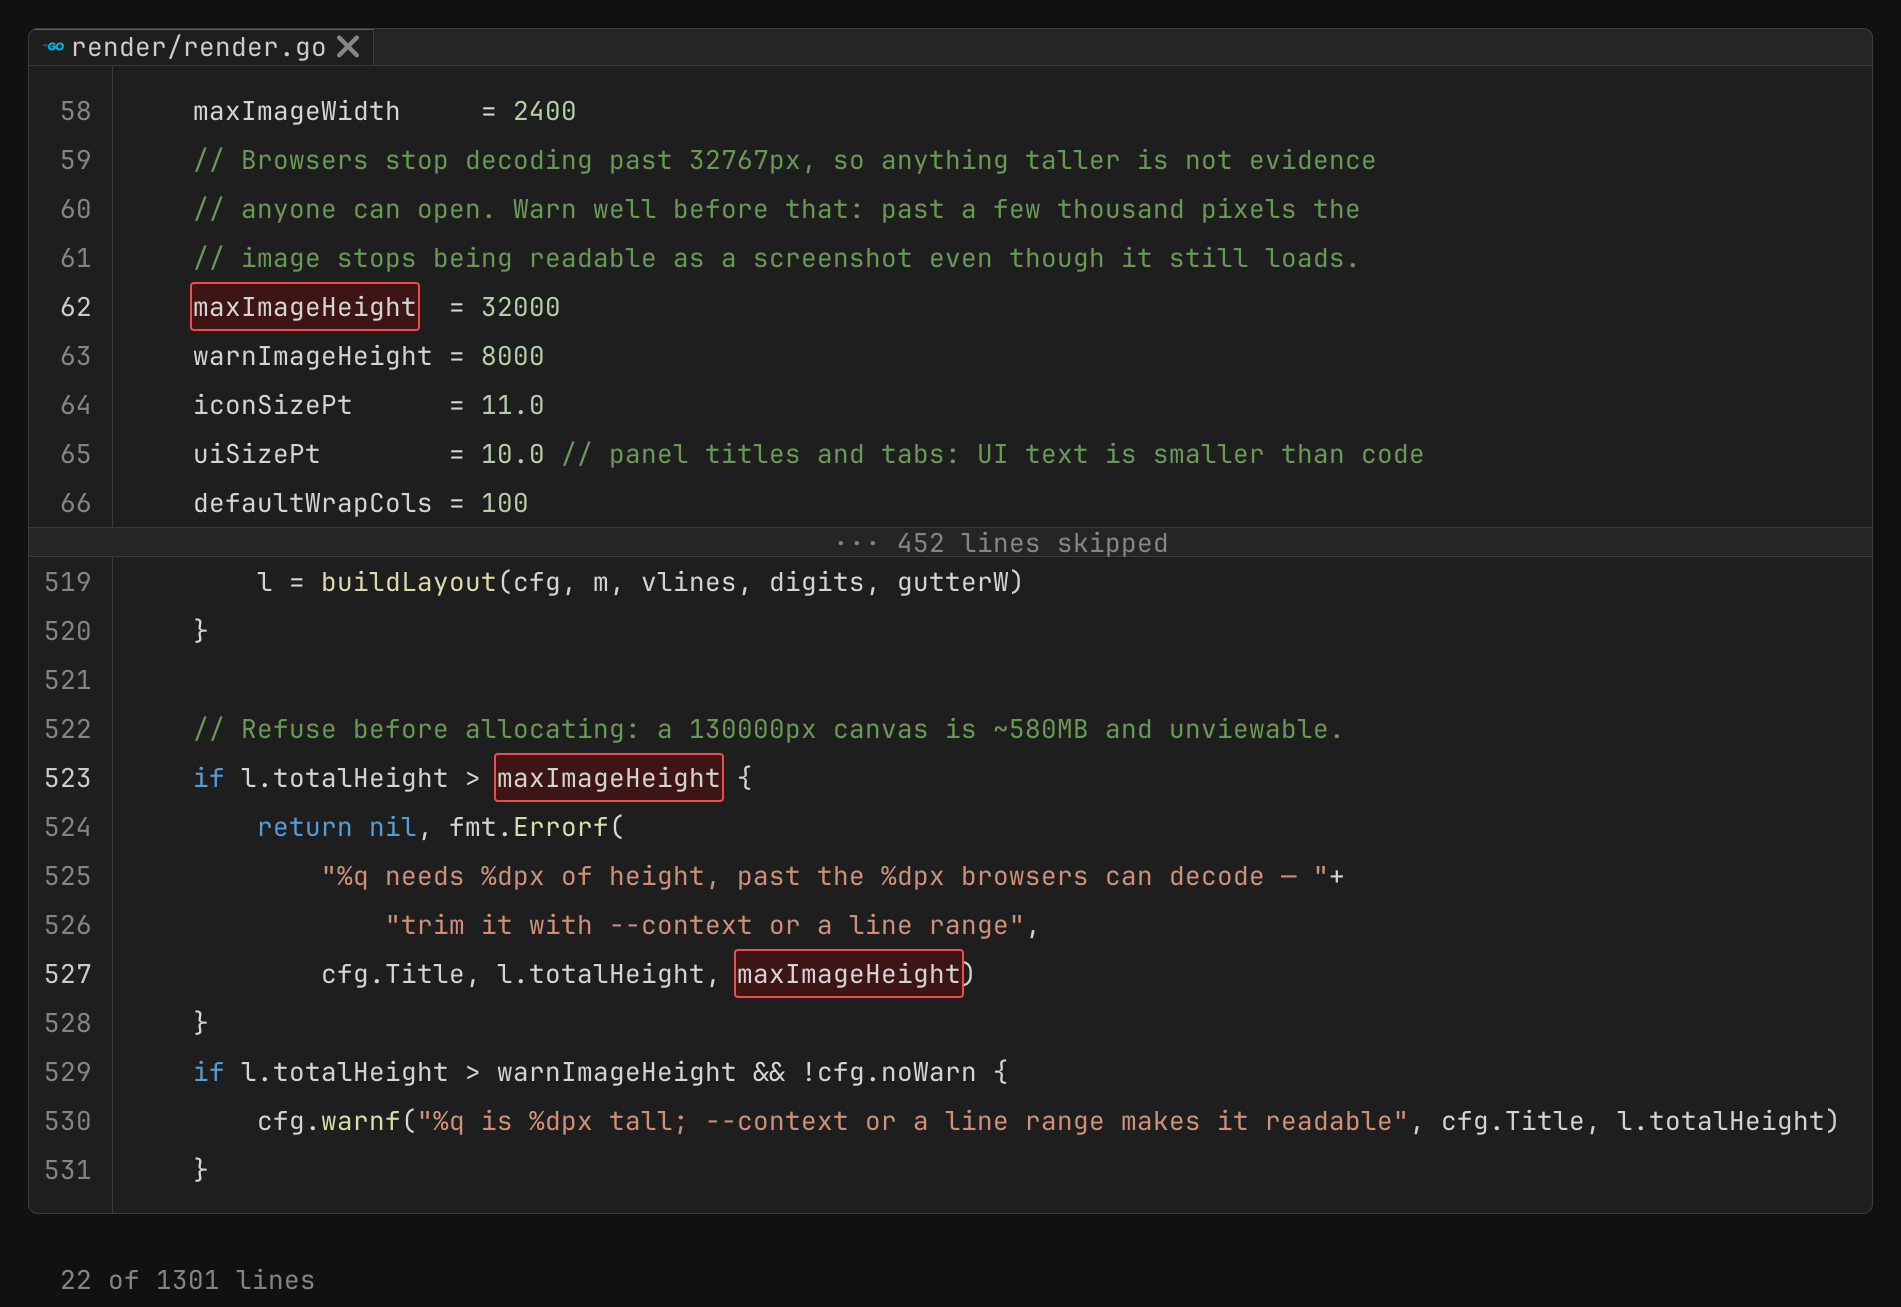 GO render/render.go
58 maxImageWidth     = 2400
59 // Browsers stop decoding past 32767px, so anything taller is not evidence
60 // anyone can open. Warn well before that: past a few thousand pixels the
61 // image stops being readable as a screenshot even though it still loads.
62 maxImageHeight  = 32000
63 warnImageHeight = 8000
64 iconSizePt      = 11.0
65 uiSizePt        = 10.0 // panel titles and tabs: UI text is smaller than code
66 defaultWrapCols = 100
··· 452 lines skipped
519     l = buildLayout(cfg, m, vlines, digits, gutterW)
520 }
521
522 // Refuse before allocating: a 130000px canvas is ~580MB and unviewable.
523 if l.totalHeight > maxImageHeight {
524     return nil, fmt.Errorf(
525         "%q needs %dpx of height, past the %dpx browsers can decode — "+
526             "trim it with --context or a line range",
527         cfg.Title, l.totalHeight, maxImageHeight)
528 }
529 if l.totalHeight > warnImageHeight && !cfg.noWarn {
530     cfg.warnf("%q is %dpx tall; --context or a line range makes it readable", cfg.Title, l.totalHeight)
531 }
22 of 1301 lines